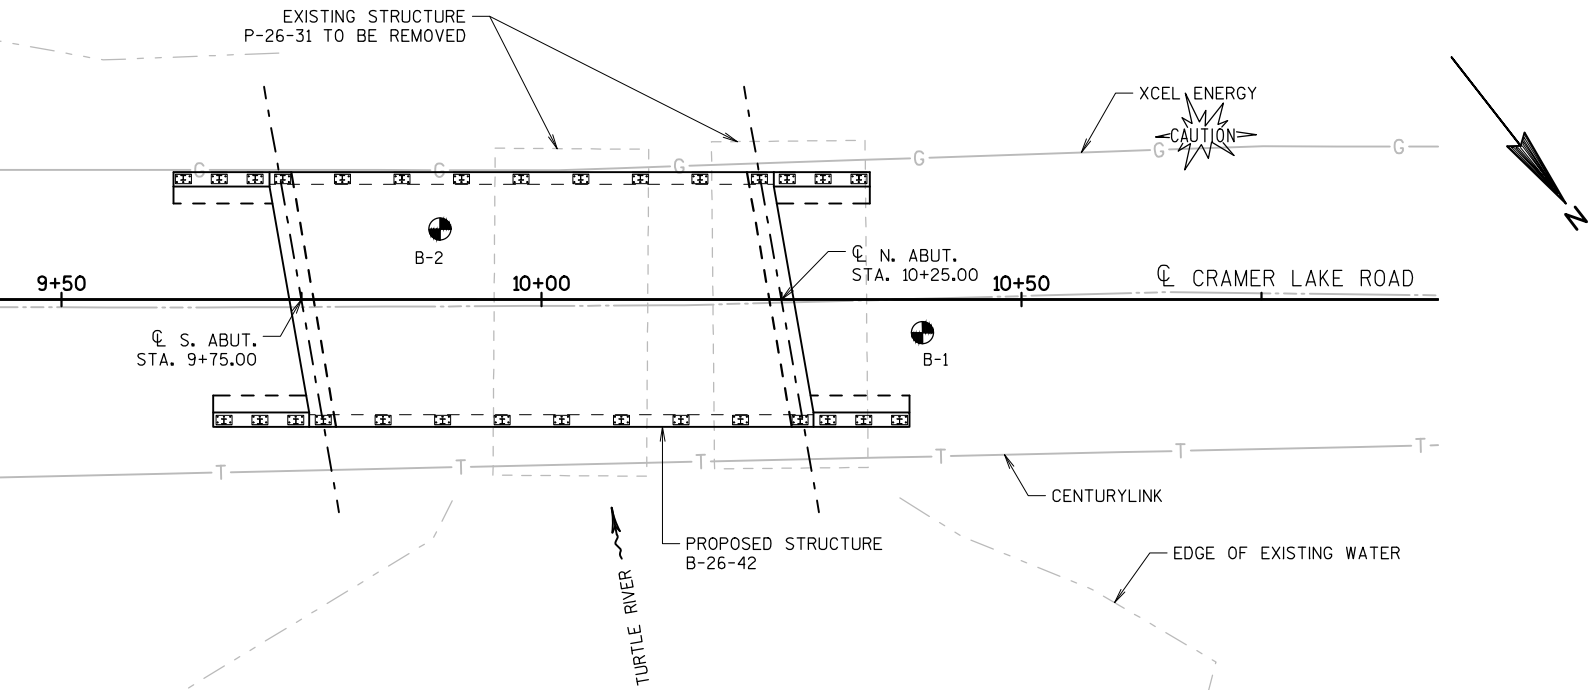 EXISTING STRUCTURE
P-26-31 TO BE REMOVED
XCEL ENERGY
CAUTION
G
G
G
G
G
G
N
B-2
℄ N. ABUT.
STA. 10+25.00
9+50
10+00
10+50
℄ CRAMER LAKE ROAD
℄ S. ABUT.
STA. 9+75.00
B-1
T
T
T
T
T
T
CENTURYLINK
PROPOSED STRUCTURE
B-26-42
EDGE OF EXISTING WATER
TURTLE RIVER